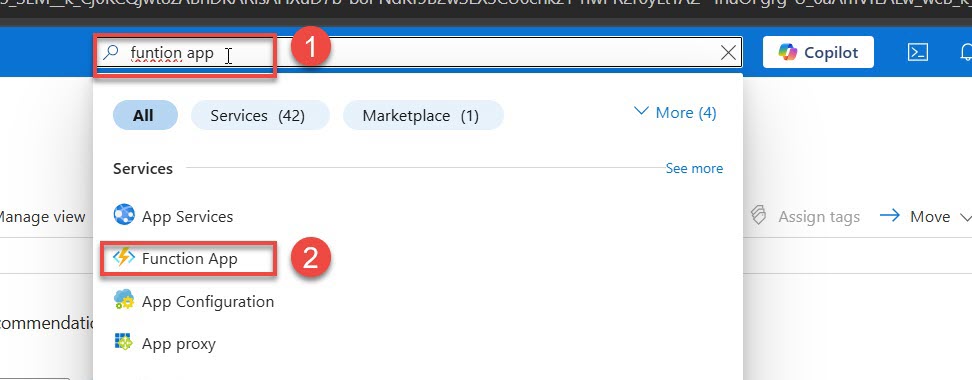 funtion app
1
Copilot
All
Services (42)
Marketplace (1)
More (4)
Services
See more
Manage view
App Services
Assign tags
Move
Function App
2
App Configuration
App proxy